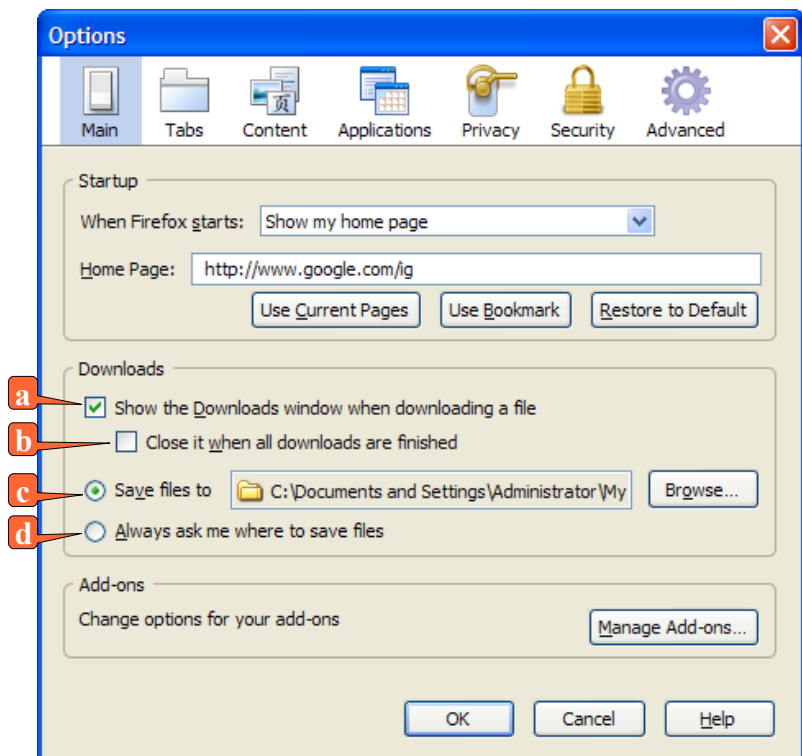 Options
Main Tabs Content Applications Privacy Security Advanced
页
Startup
When Firefox starts: Show my home page
Home Page: http://www.google.com/ig
Use Current Pages Use Bookmark Restore to Default
Downloads
a Show the Downloads window when downloading a file
b Close it when all downloads are finished
c Save files to C:\Documents and Settings\Administrator\My Browse...
d Always ask me where to save files
Add-ons
Change options for your add-ons
Manage Add-ons...
OK Cancel Help